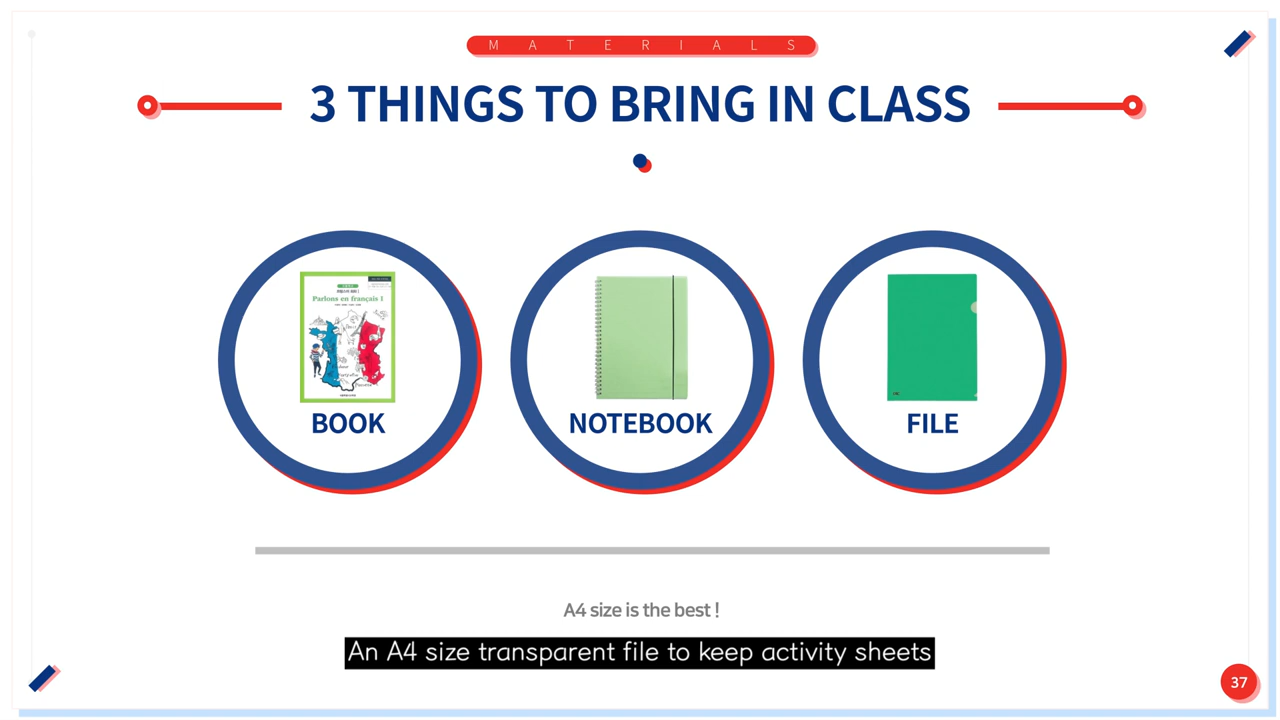 MATERIALS
3 THINGS TO BRING IN CLASS
Parlons en français 1
BOOK
NOTEBOOK
FILE
A4 size is the best !
An A4 size transparent file to keep activity sheets
37